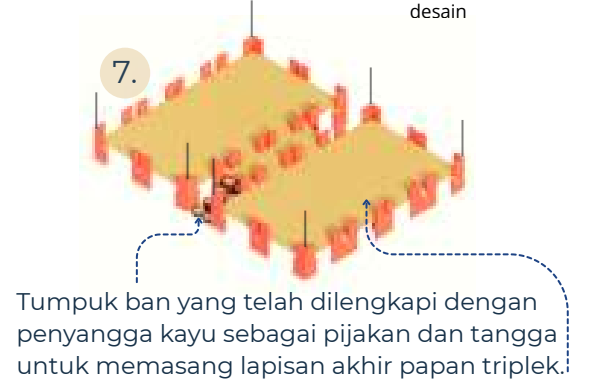 desain
7.
Tumpuk ban yang telah dilengkapi dengan
penyangga kayu sebagai pijakan dan tangga
untuk memasang lapisan akhir papan triplek.